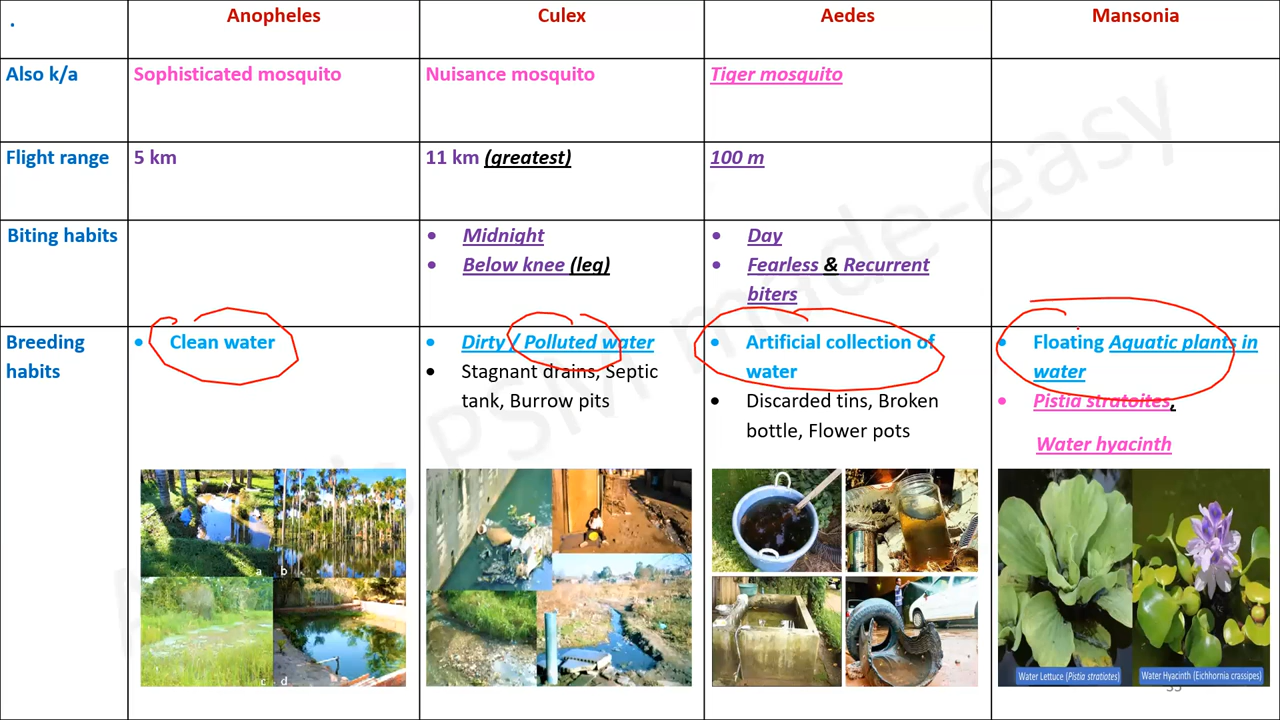 Anopheles Culex Aedes Mansonia
Also k/a Sophisticated mosquito Nuisance mosquito Tiger mosquito
Flight range 5 km 11 km (greatest) 100 m
Biting habits • Midnight • Day
• Below knee (leg) • Fearless & Recurrent
biters
Breeding • Clean water • Dirty / Polluted water • Artificial collection of • Floating Aquatic plants in
habits • Stagnant drains, Septic water water
tank, Burrow pits • Discarded tins, Broken • Pistia stratoites,
bottle, Flower pots Water hyacinth
a b
c d
Water Lettuce (Pistia stratiotes) Water Hyacinth (Eichhornia crassipes)
PSM made-easy